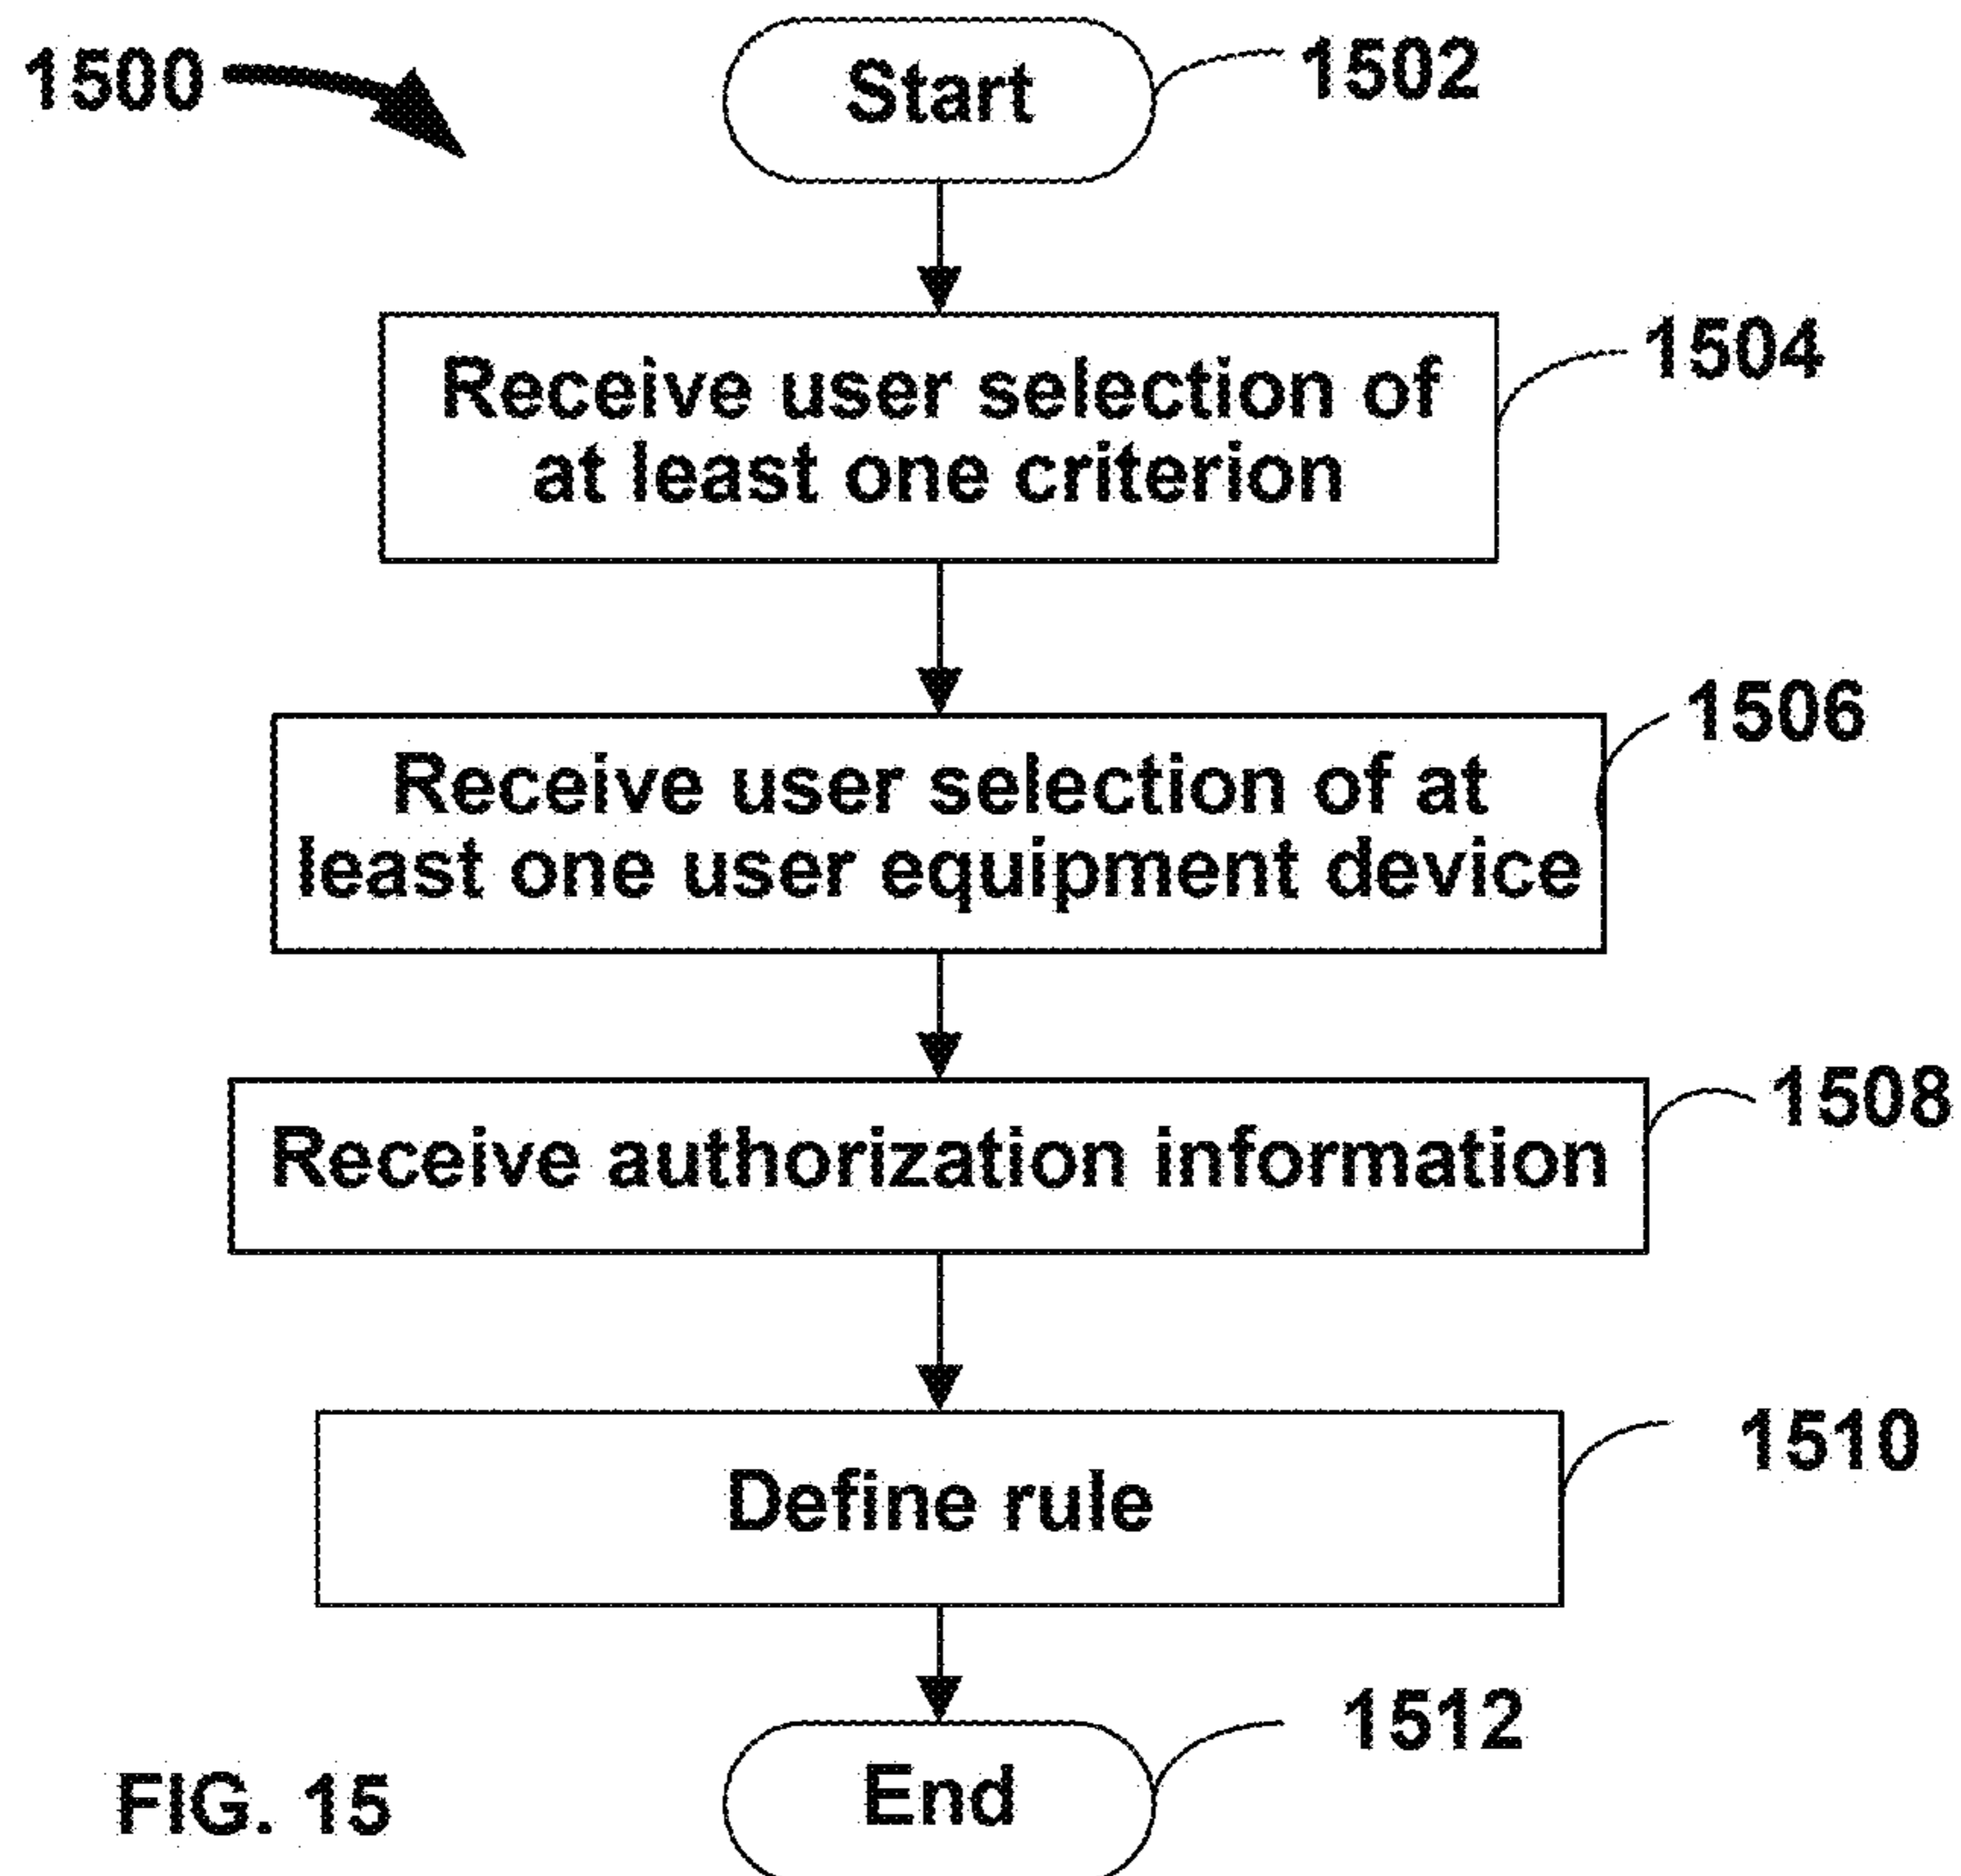 1500
Start
1502
Receive user selection of
at least one criterion
1504
Receive user selection of at
least one user equipment device
1506
Receive authorization information
1508
Define rule
1510
End
1512
FIG. 15